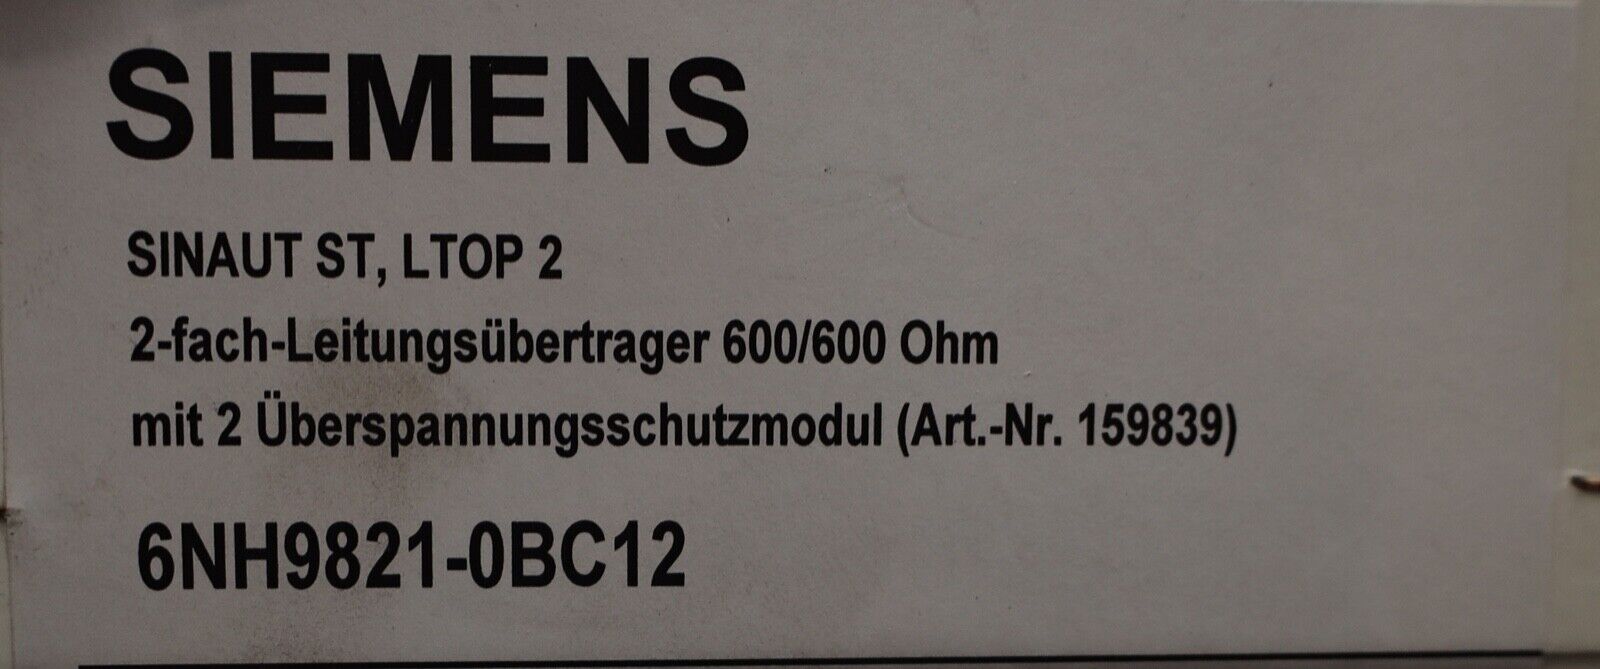 SIEMENS
SINAUT ST, LTOP 2
2-fach-Leitungsübertrager 600/600 Ohm
mit 2 Überspannungsschutzmodul (Art.-Nr. 159839)
6NH9821-0BC12